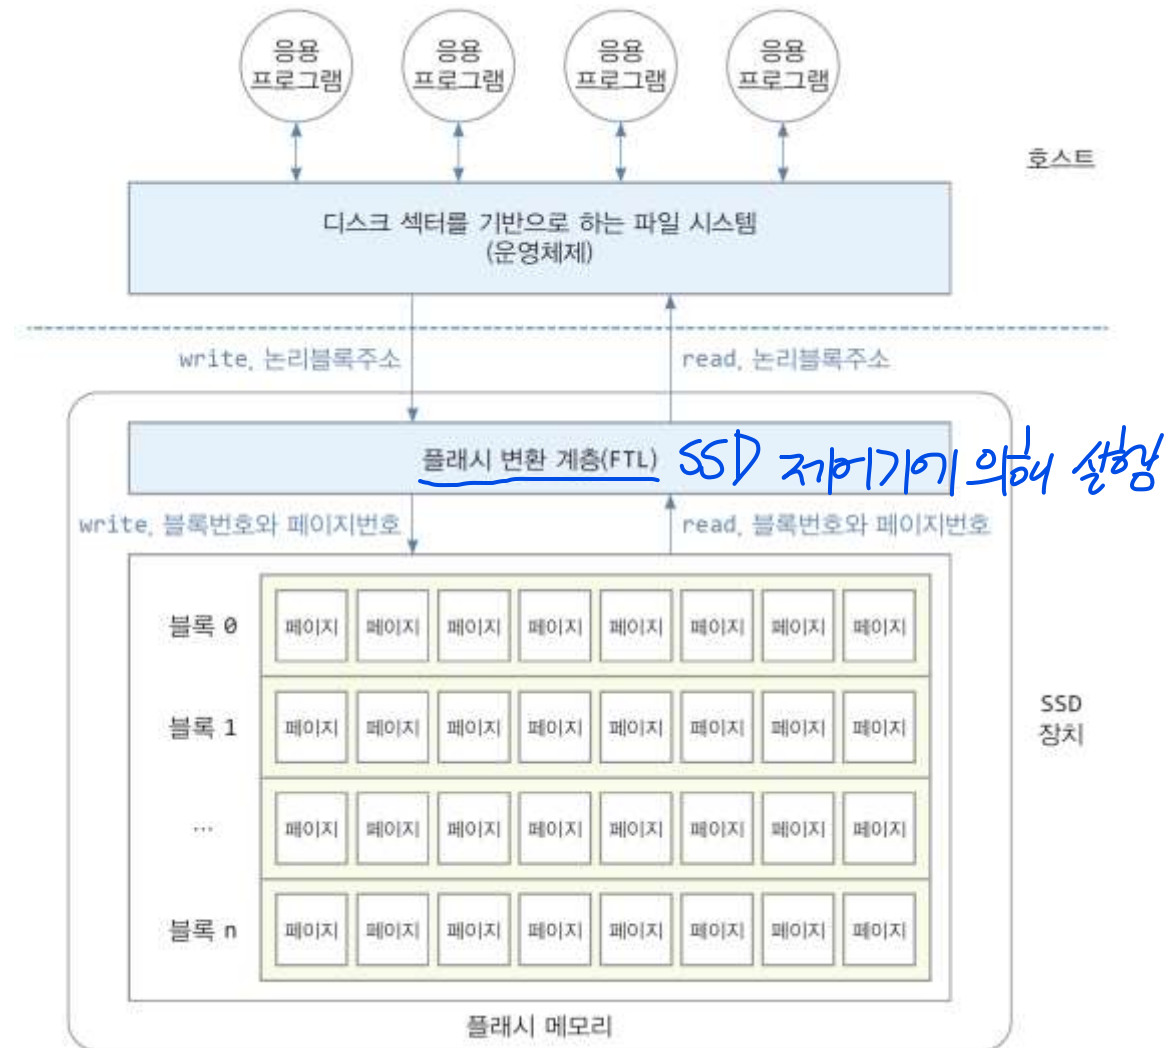 응용 프로그램
응용 프로그램
응용 프로그램
응용 프로그램
호스트
디스크 섹터를 기반으로 하는 파일 시스템
(운영체제)
write, 논리블록주소
read, 논리블록주소
플래시 변환 계층(FTL) SSD 제어기에 의해 실행
write, 블록번호와 페이지번호
read, 블록번호와 페이지번호
블록 0 페이지 페이지 페이지 페이지 페이지 페이지 페이지 페이지
블록 1 페이지 페이지 페이지 페이지 페이지 페이지 페이지 페이지
SSD
장치
... 페이지 페이지 페이지 페이지 페이지 페이지 페이지 페이지
블록 n 페이지 페이지 페이지 페이지 페이지 페이지 페이지 페이지
플래시 메모리